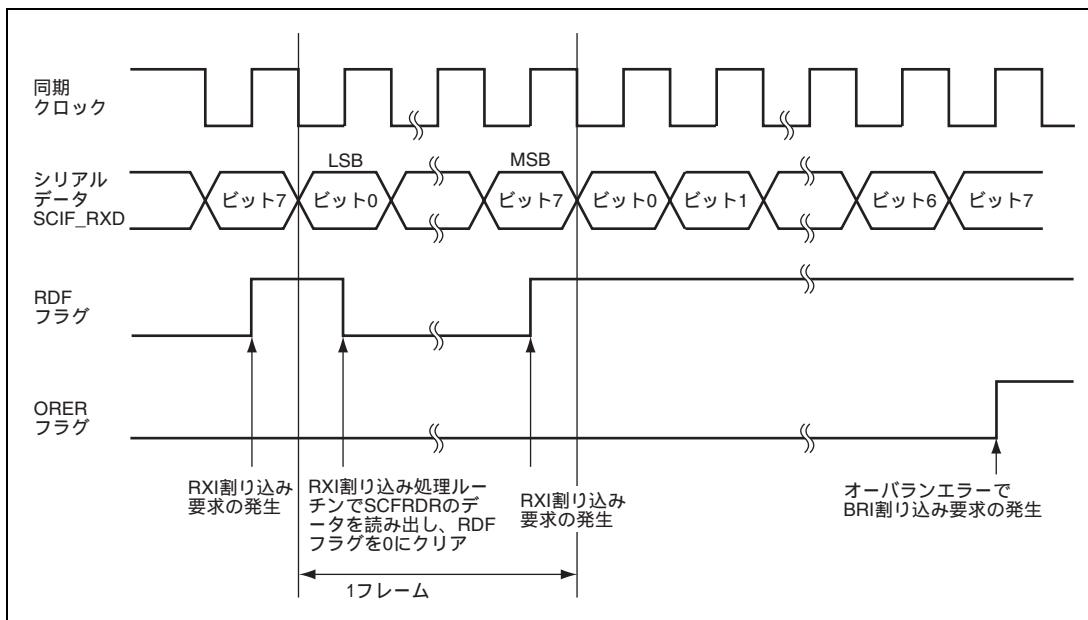 同期
クロック
シリアル
データ
SCIF_RXD
LSB
MSB
ビット7
ビット0
ビット7
ビット0
ビット1
ビット6
ビット7
RDF
フラグ
ORER
フラグ
RXI割り込み
要求の発生
RXI割り込み処理ルー
チンでSCFRDRのデ
ータを読み出し、RDF
フラグを0にクリア
RXI割り込み
要求の発生
オーバランエラーで
BRI割り込み要求の発生
1フレーム